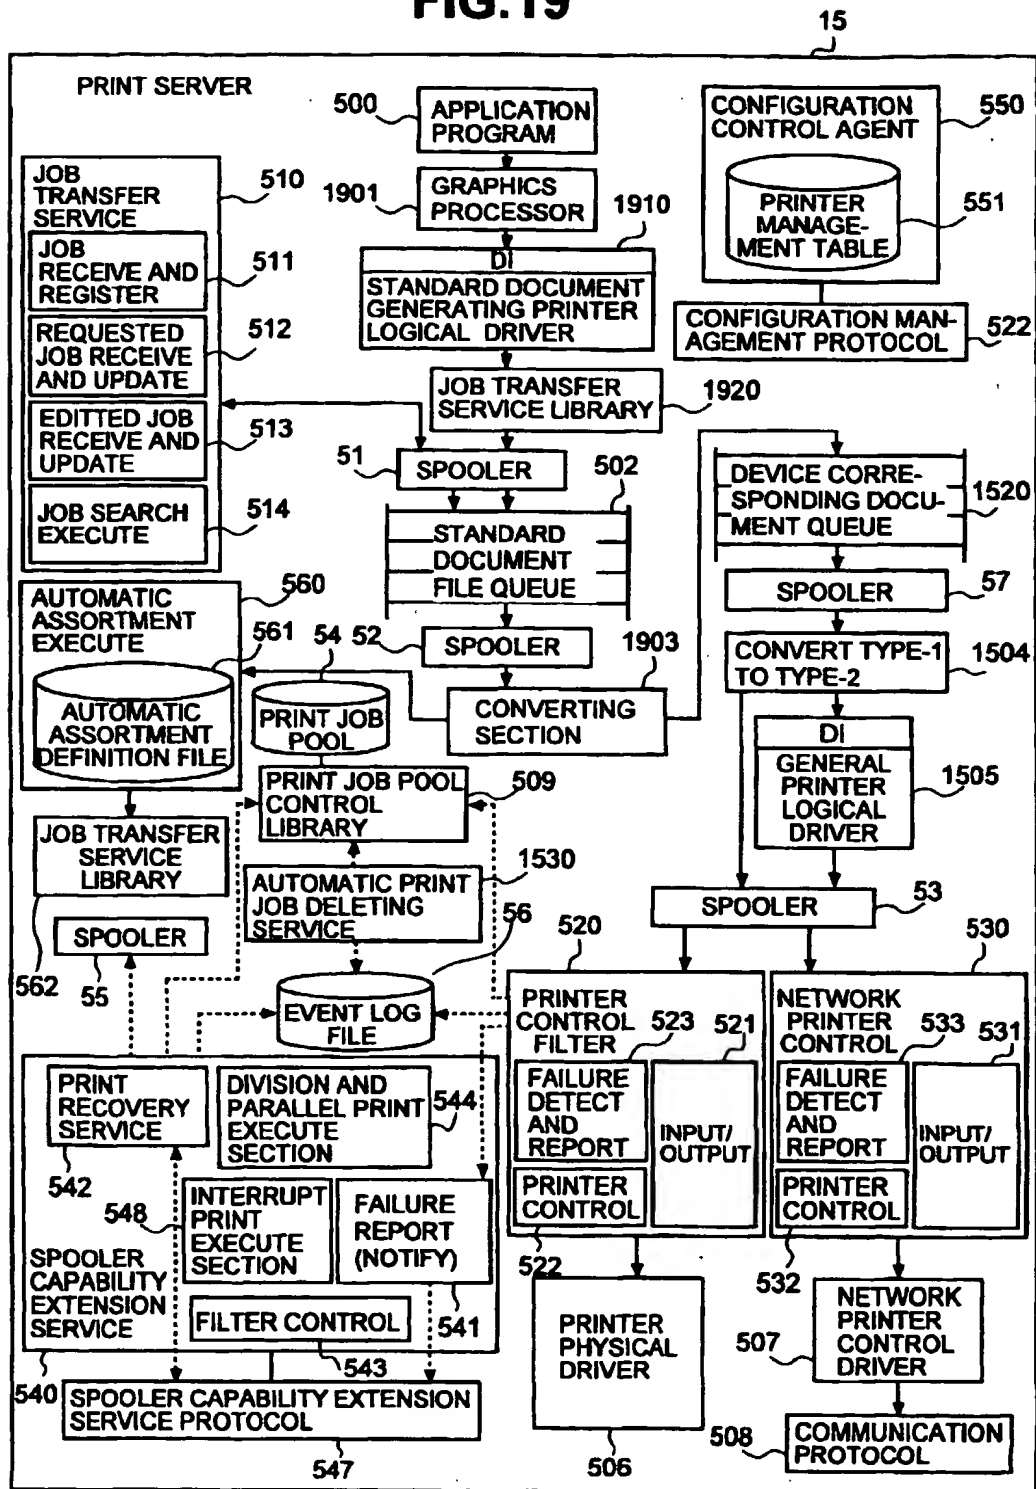 FIG.19
15
PRINT SERVER
500
APPLICATION
PROGRAM
CONFIGURATION
CONTROL AGENT
550
PRINTER
MANAGE-
MENT TABLE
551
CONFIGURATION MAN-
AGEMENT PROTOCOL
522
1901
GRAPHICS
PROCESSOR
1910
DI
STANDARD DOCUMENT
GENERATING PRINTER
LOGICAL DRIVER
JOB
TRANSFER
SERVICE
510
JOB
RECEIVE AND
REGISTER
511
REQUESTED
JOB RECEIVE
AND UPDATE
512
EDITTED JOB
RECEIVE AND
UPDATE
513
JOB SEARCH
EXECUTE
514
JOB TRANSFER
SERVICE LIBRARY
1920
51
SPOOLER
502
STANDARD
DOCUMENT
FILE QUEUE
52
SPOOLER
1903
CONVERTING
SECTION
DEVICE CORRE-
SPONDING DOCU-
MENT QUEUE
1520
SPOOLER
57
CONVERT TYPE-1
TO TYPE-2
1504
DI
GENERAL
PRINTER
LOGICAL
DRIVER
1505
AUTOMATIC
ASSORTMENT
EXECUTE
560
561
AUTOMATIC
ASSORTMENT
DEFINITION FILE
54
PRINT JOB
POOL
PRINT JOB POOL
CONTROL
LIBRARY
509
JOB TRANSFER
SERVICE
LIBRARY
562
AUTOMATIC PRINT
JOB DELETING
SERVICE
1530
SPOOLER
55
56
EVENT LOG
FILE
SPOOLER
53
520
PRINTER
CONTROL
FILTER
523
521
FAILURE
DETECT
AND
REPORT
INPUT/
OUTPUT
PRINTER
CONTROL
522
530
NETWORK
PRINTER
CONTROL
533
531
FAILURE
DETECT
AND
REPORT
INPUT/
OUTPUT
PRINTER
CONTROL
532
PRINT
RECOVERY
SERVICE
542
DIVISION AND
PARALLEL PRINT
EXECUTE
SECTION
544
548
INTERRUPT
PRINT
EXECUTE
SECTION
FAILURE
REPORT
(NOTIFY)
541
SPOOLER
CAPABILITY
EXTENSION
SERVICE
FILTER CONTROL
543
540
SPOOLER CAPABILITY EXTENSION
SERVICE PROTOCOL
547
PRINTER
PHYSICAL
DRIVER
506
507
NETWORK
PRINTER
CONTROL
DRIVER
508
COMMUNICATION
PROTOCOL